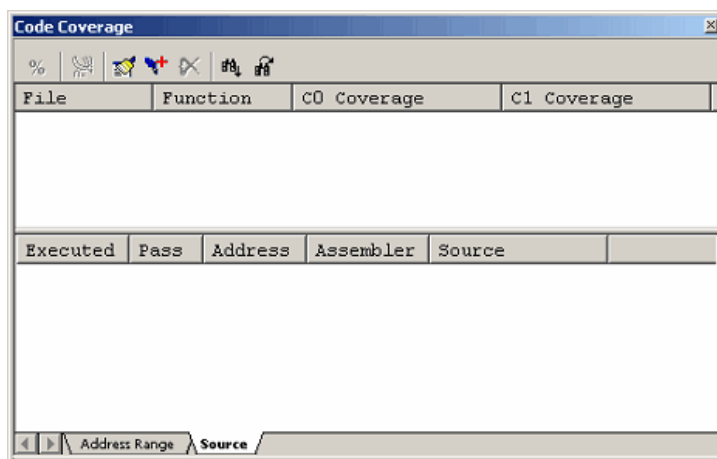 Code Coverage
%
File Function C0 Coverage C1 Coverage
Executed Pass Address Assembler Source
Address Range Source